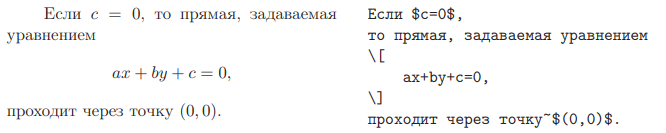 Если c = 0, то прямая, задаваемая
уравнением
ax + by + c = 0,
проходит через точку (0, 0).
Если $c=0$,
то прямая, задаваемая уравнением
\[
ax+by+c=0,
\]
проходит через точку~$(0,0)$.